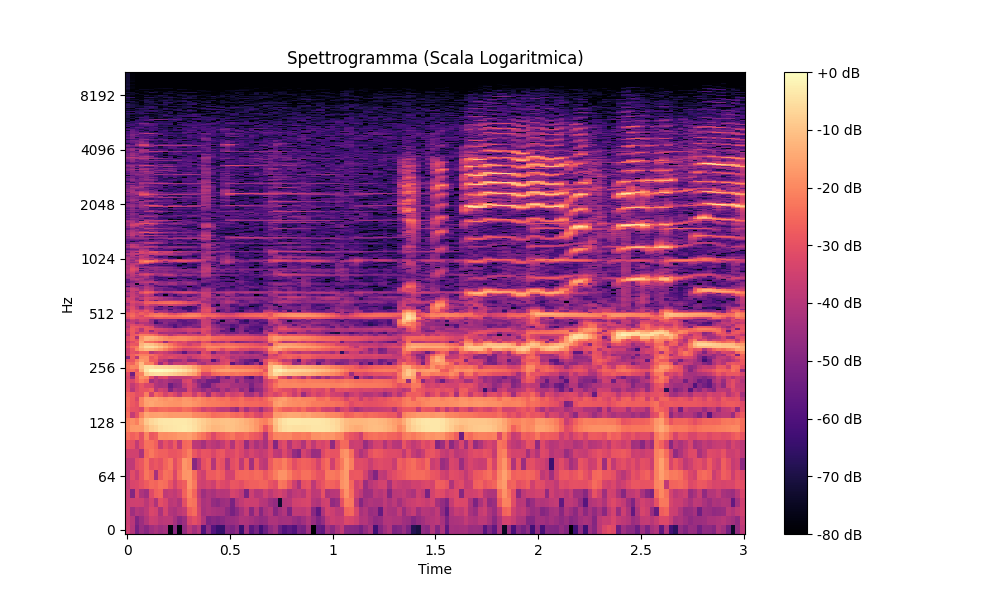 Spettrogramma (Scala Logaritmica)
Hz
8192
4096
2048
1024
512
256
128
64
0
0
0.5
1
1.5
2
2.5
3
Time
+0 dB
-10 dB
-20 dB
-30 dB
-40 dB
-50 dB
-60 dB
-70 dB
-80 dB